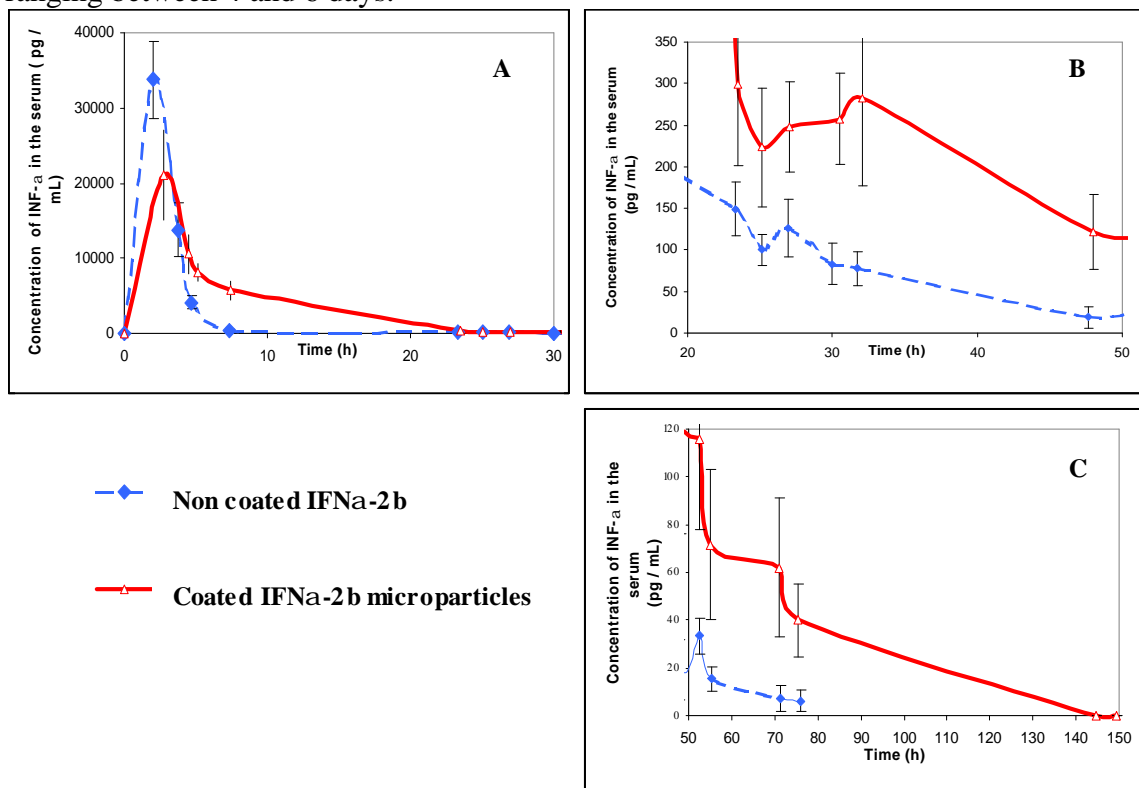 ranging between and days.
A
Concentration of INF-a in the serum ( pg / mL)
40000
30000
20000
10000
0
0
10
20
30
Time (h)
B
Concentration of INF-a in the serum
(pg / mL)
350
300
250
200
150
100
50
0
20
30
40
50
Time (h)
Non coated IFNa-2b
Coated IFNa-2b microparticles
C
Concentration of INF-a in the
serum
(pg / mL)
120
100
80
60
40
20
0
50 60 70 80 90 100 110 120 130 140 150
Time (h)